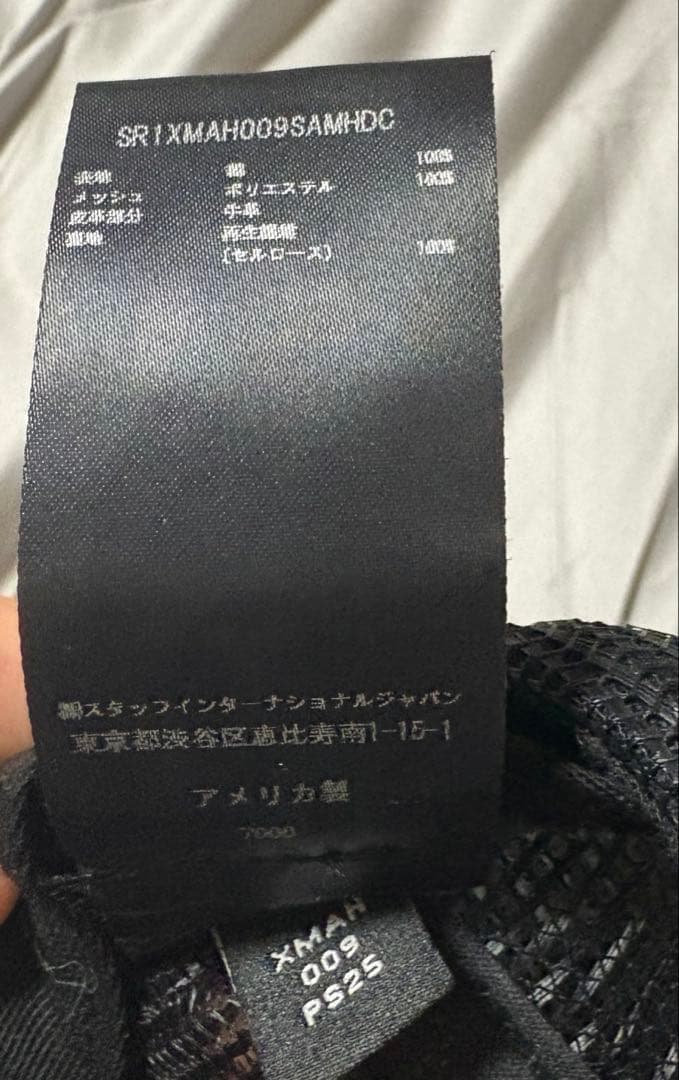 SR1XMAH009SAMHDC
表地 綿 100%
メッシュ ポリエステル 100%
皮革部分 牛革
裏地 再生繊維
(セルロース) 100%
㈱スタッフインターナショナルジャパン
東京都渋谷区恵比寿南1-15-1
アメリカ製
7000
XMAH
009
PS25